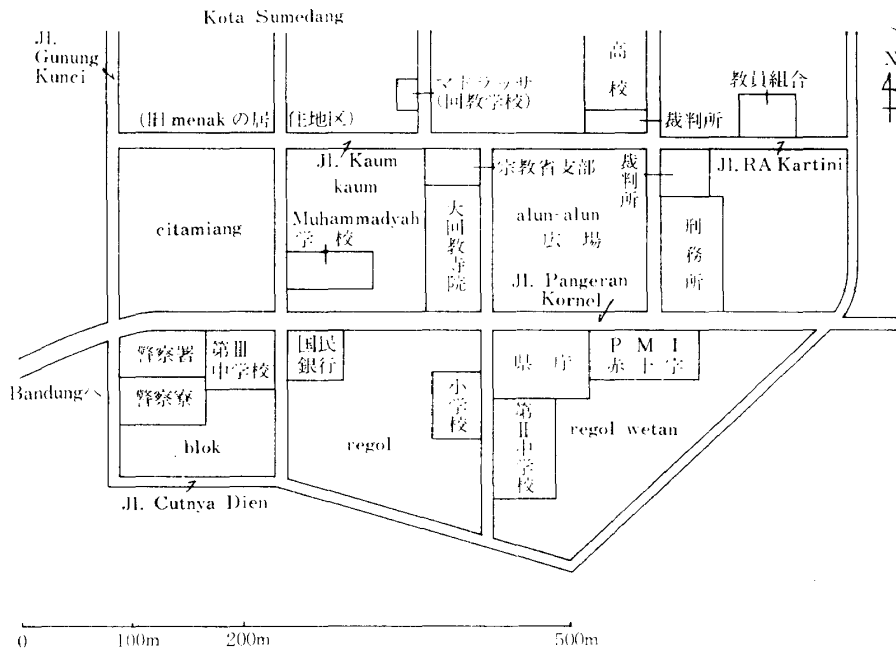 Kota Sumedang
Jl.
Gunung
Kunci
マドラッサ
(回教学校)
高校
教員組合
N
(旧menakの居住地区)
裁判所
Jl. Kaum
kaum
宗教省支部
裁判所
Jl. RA Kartini
citamiang
Muhammadyah
学校
大回教寺院
alun-alun
広場
刑務所
Jl. Pangeran
Kornel
警察署
第III
中学校
国民
銀行
県庁
PMI
赤十字
Bandungへ
警察寮
小学校
第II中学校
blok
regol
regol wetan
Jl. Cutnya Dien
0 100m 200m 500m